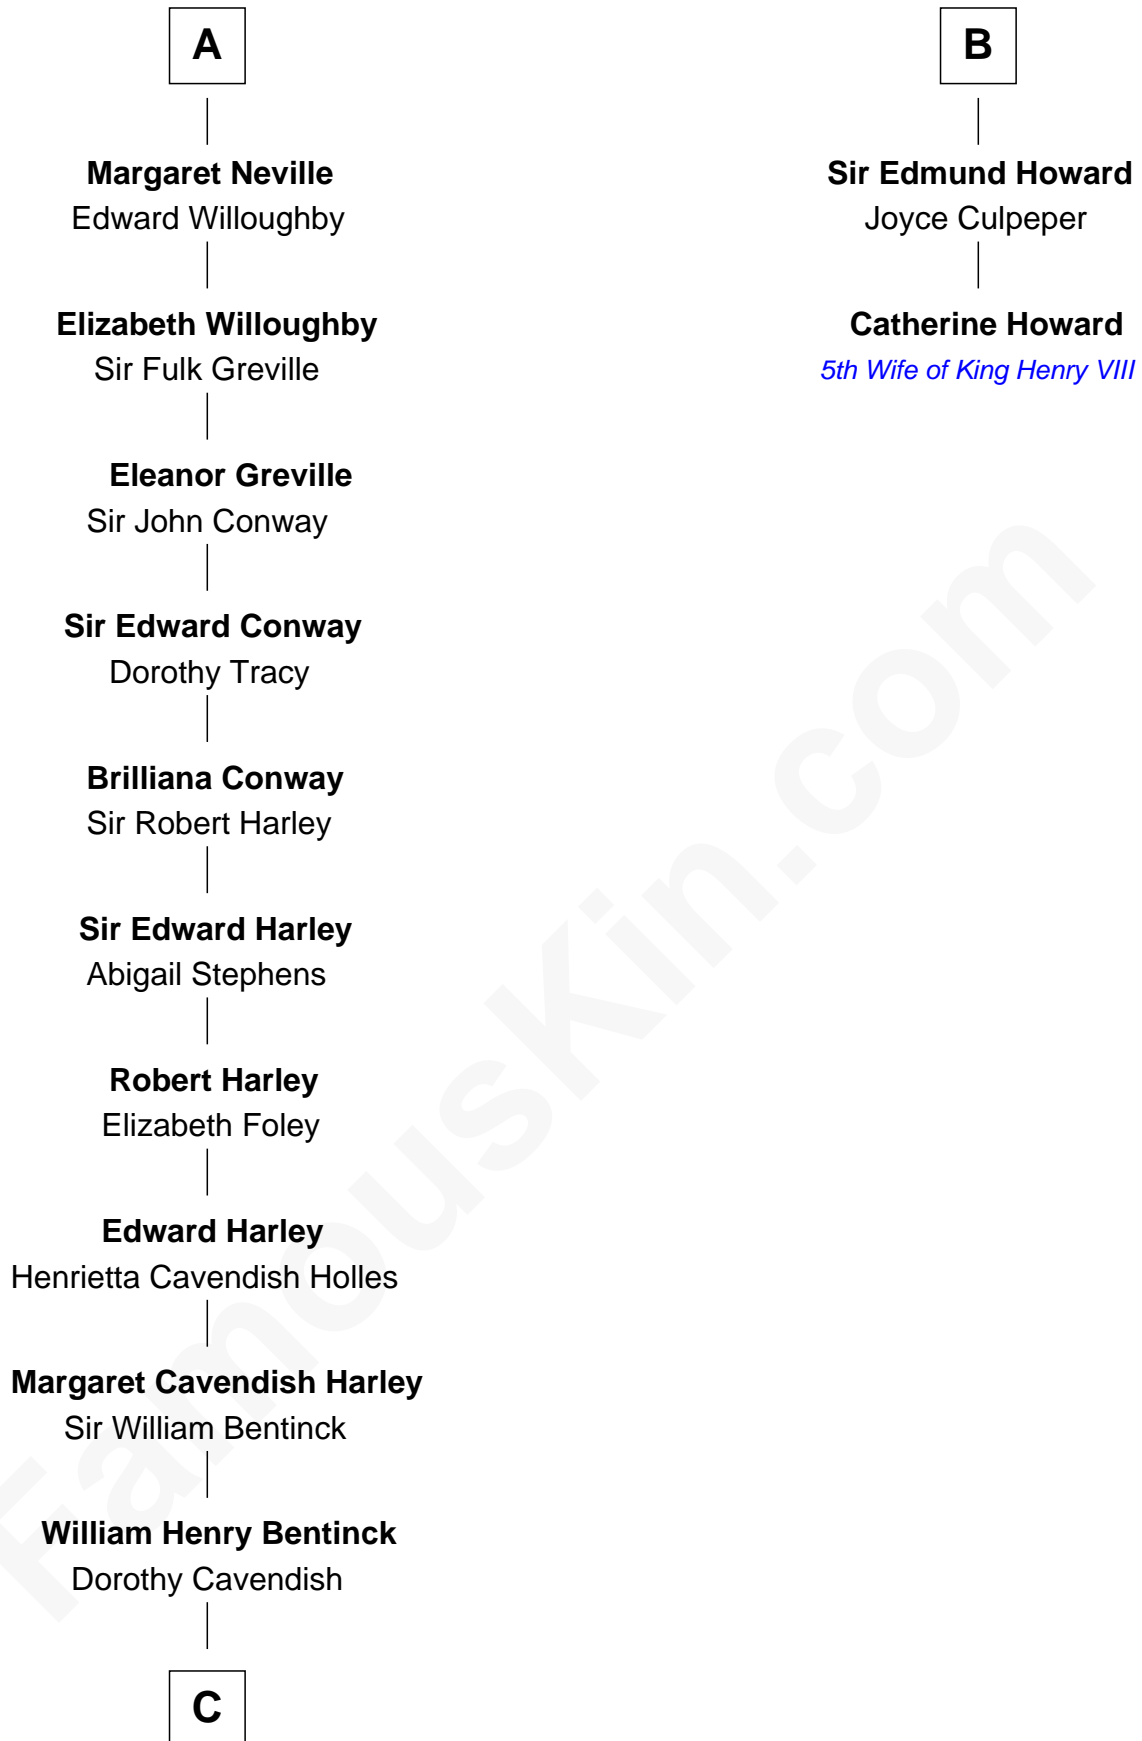 A
Margaret Neville
Edward Willoughby
Elizabeth Willoughby
Sir Fulk Greville
Eleanor Greville
Sir John Conway
Sir Edward Conway
Dorothy Tracy
Brilliana Conway
Sir Robert Harley
Sir Edward Harley
Abigail Stephens
Robert Harley
Elizabeth Foley
Edward Harley
Henrietta Cavendish Holles
Margaret Cavendish Harley
Sir William Bentinck
William Henry Bentinck
Dorothy Cavendish
C
B
Sir Edmund Howard
Joyce Culpeper
Catherine Howard
5th Wife of King Henry VIII
FamousKin.com